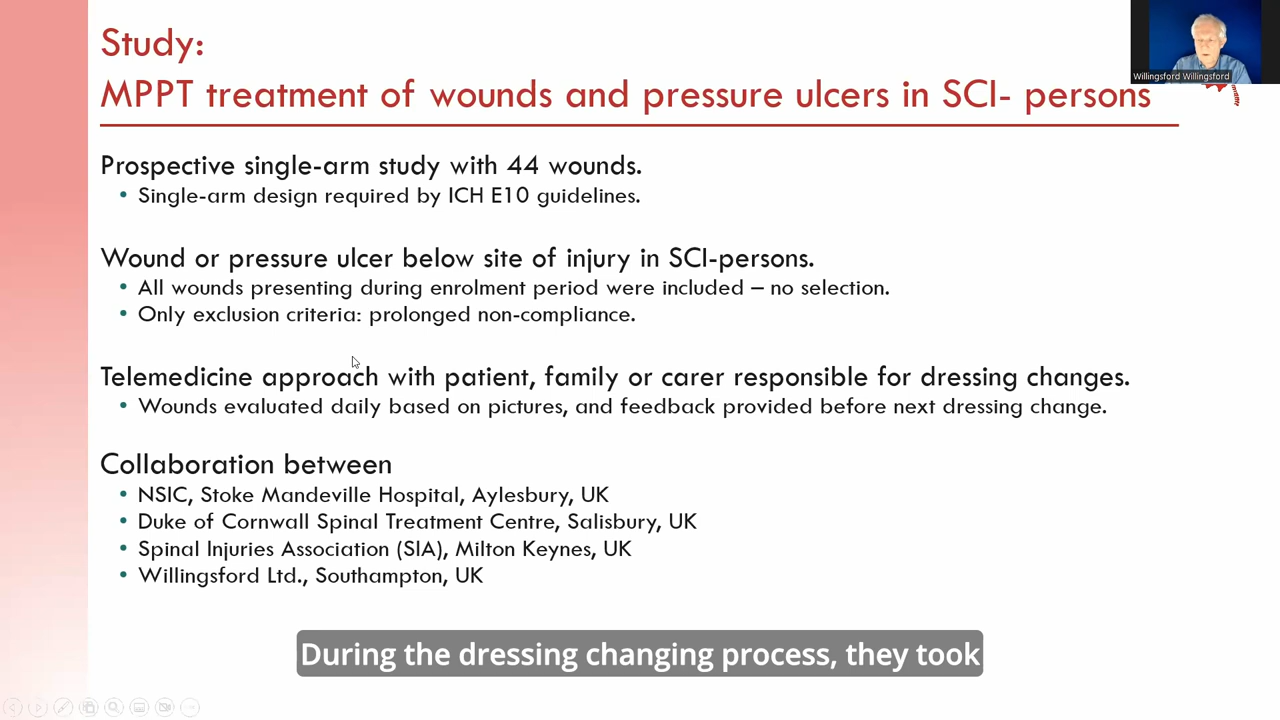 Study:
MPPT treatment of wounds and pressure ulcers in SCI- persons
Willingsford Willingsford
Prospective single-arm study with 44 wounds.
• Single-arm design required by ICH E10 guidelines.
Wound or pressure ulcer below site of injury in SCI-persons.
• All wounds presenting during enrolment period were included – no selection.
• Only exclusion criteria: prolonged non-compliance.
Telemedicine approach with patient, family or carer responsible for dressing changes.
• Wounds evaluated daily based on pictures, and feedback provided before next dressing change.
Collaboration between
• NSIC, Stoke Mandeville Hospital, Aylesbury, UK
• Duke of Cornwall Spinal Treatment Centre, Salisbury, UK
• Spinal Injuries Association (SIA), Milton Keynes, UK
• Willingsford Ltd., Southampton, UK
During the dressing changing process, they took